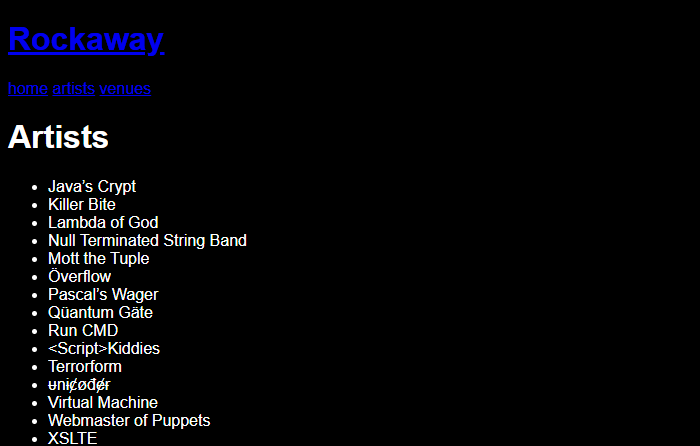 Rockaway
home artists venues
Artists
Java’s Crypt
Killer Bite
Lambda of God
Null Terminated String Band
Mott the Tuple
Överflow
Pascal’s Wager
Qüantum Gäte
Run CMD
<Script>Kiddies
Terrorform
ʉnɨȼøđɇɍ
Virtual Machine
Webmaster of Puppets
XSLTE